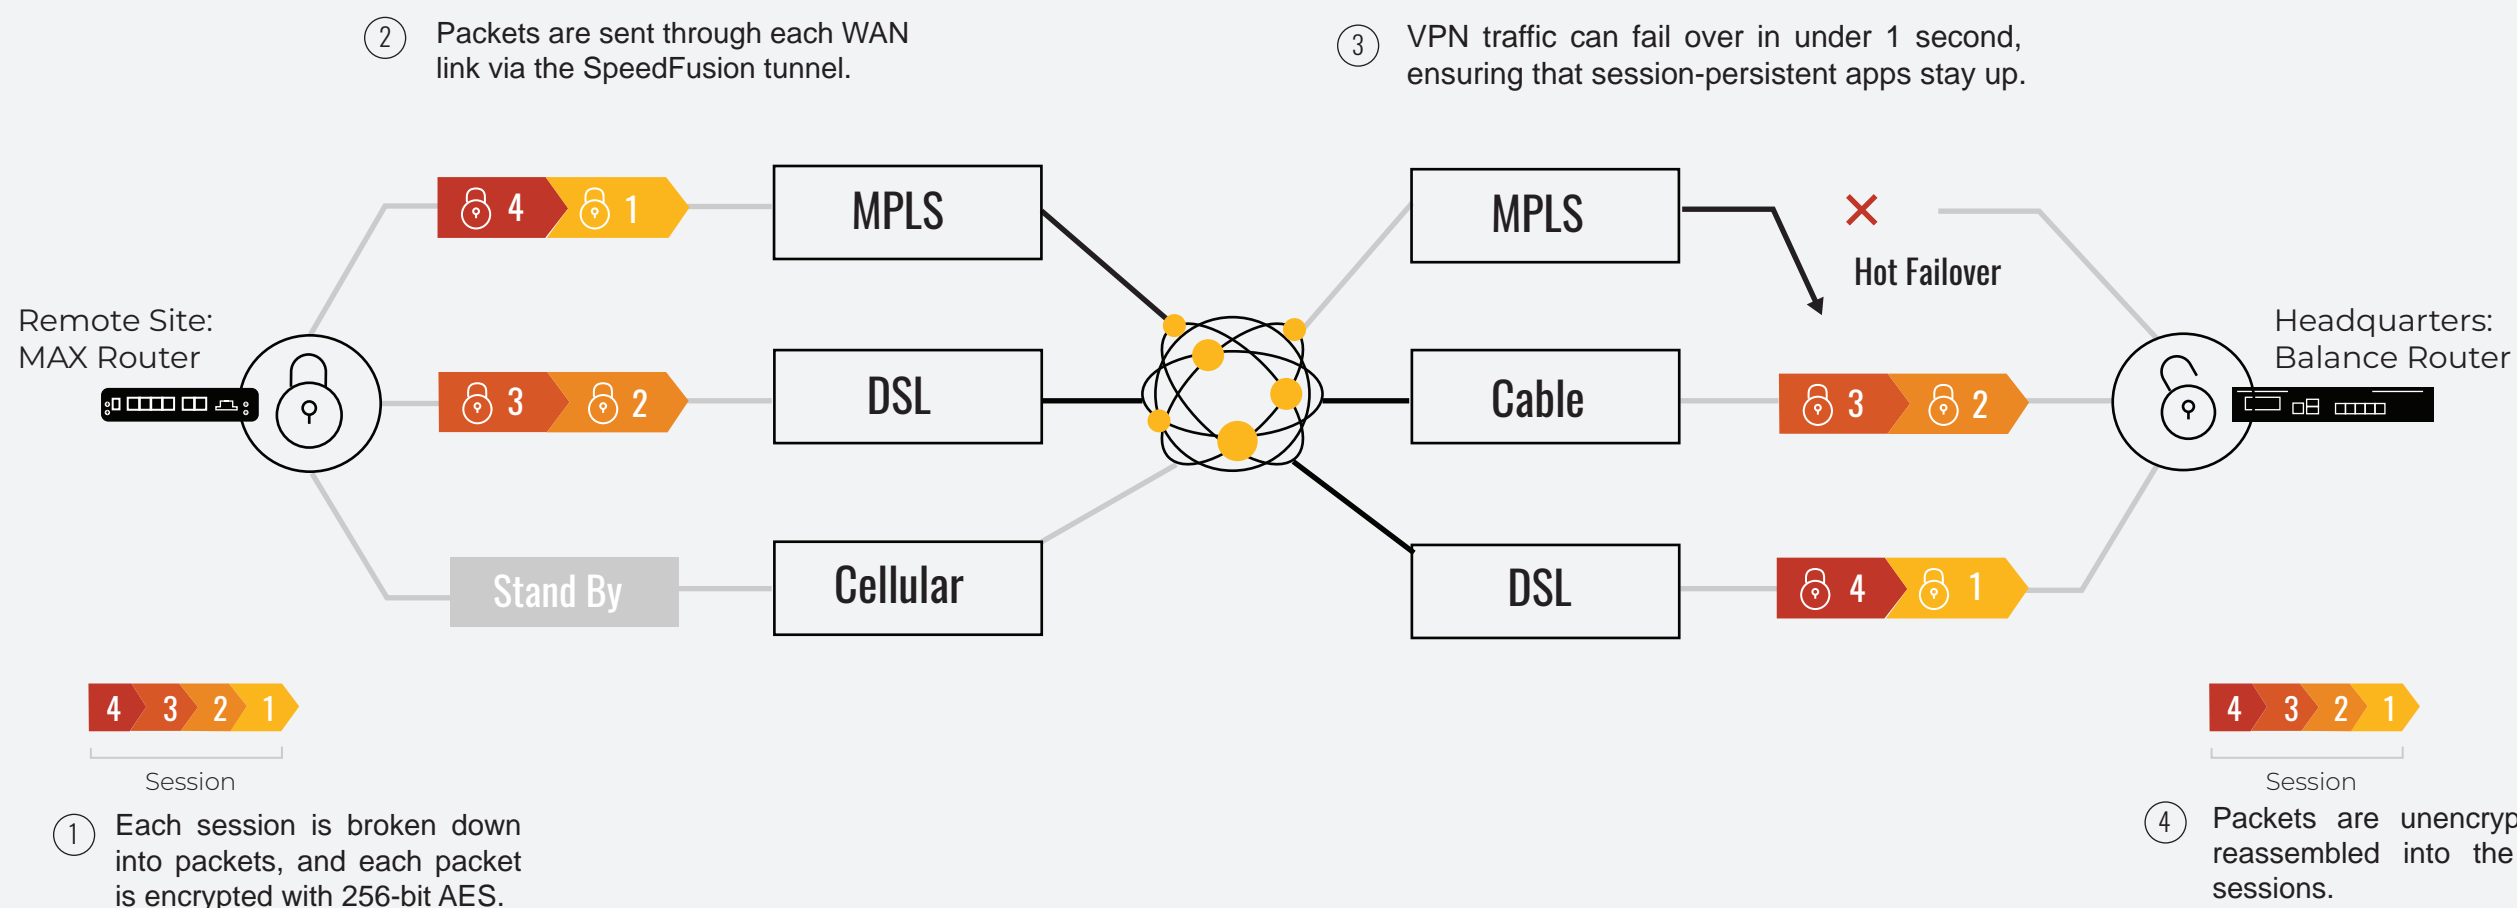 2
Packets are sent through each WAN
link via the SpeedFusion tunnel.
3
VPN traffic can fail over in under 1 second,
ensuring that session-persistent apps stay up.
4 1
MPLS
MPLS
Hot Failover
Remote Site:
MAX Router
3 2
DSL
Cable
3 2
Headquarters:
Balance Router
Stand By
Cellular
DSL
4 1
4 3 2 1
Session
1
Each session is broken down
into packets, and each packet
is encrypted with 256-bit AES.
4 3 2 1
Session
4
Packets are
reassembled into the
sessions.